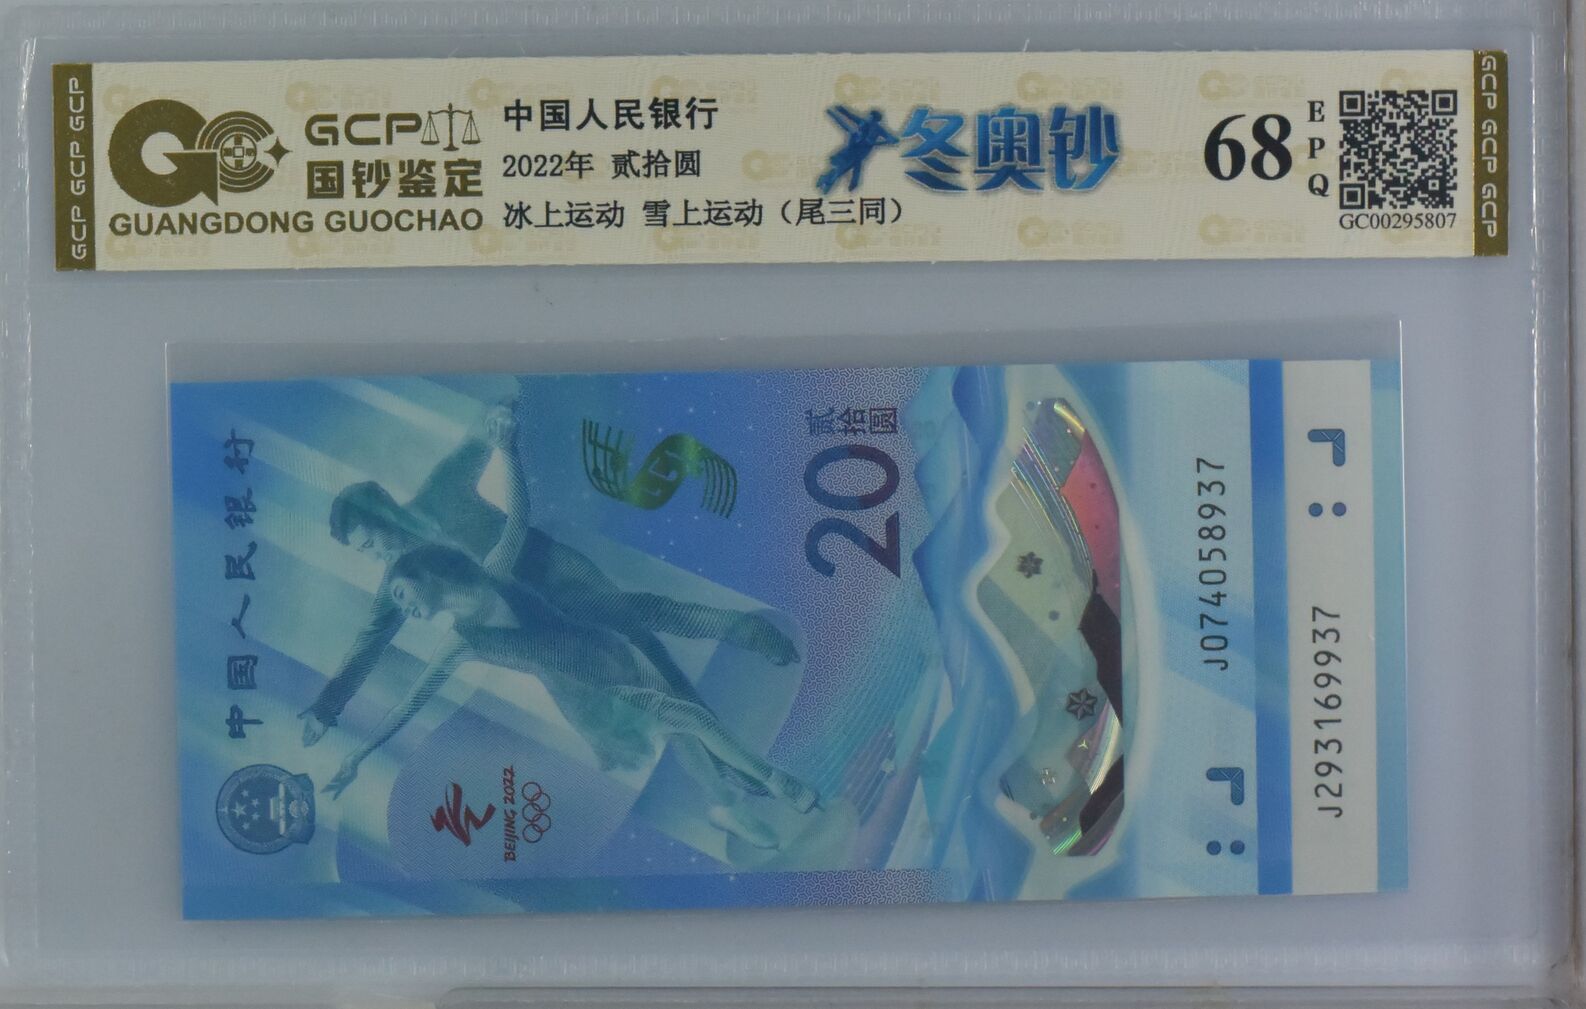 GCP GCP GCP
GCP
国钞鉴定
GUANGDONG GUOCHAO
中国人民银行
2022年 贰拾圆
冰上运动 雪上运动（尾三同）
冬奥钞
68
EPQ
GC00295807
GCP GCP GCP
中国人民银行
BEIJING 2022
贰拾圆
20
J074058937
J293169937